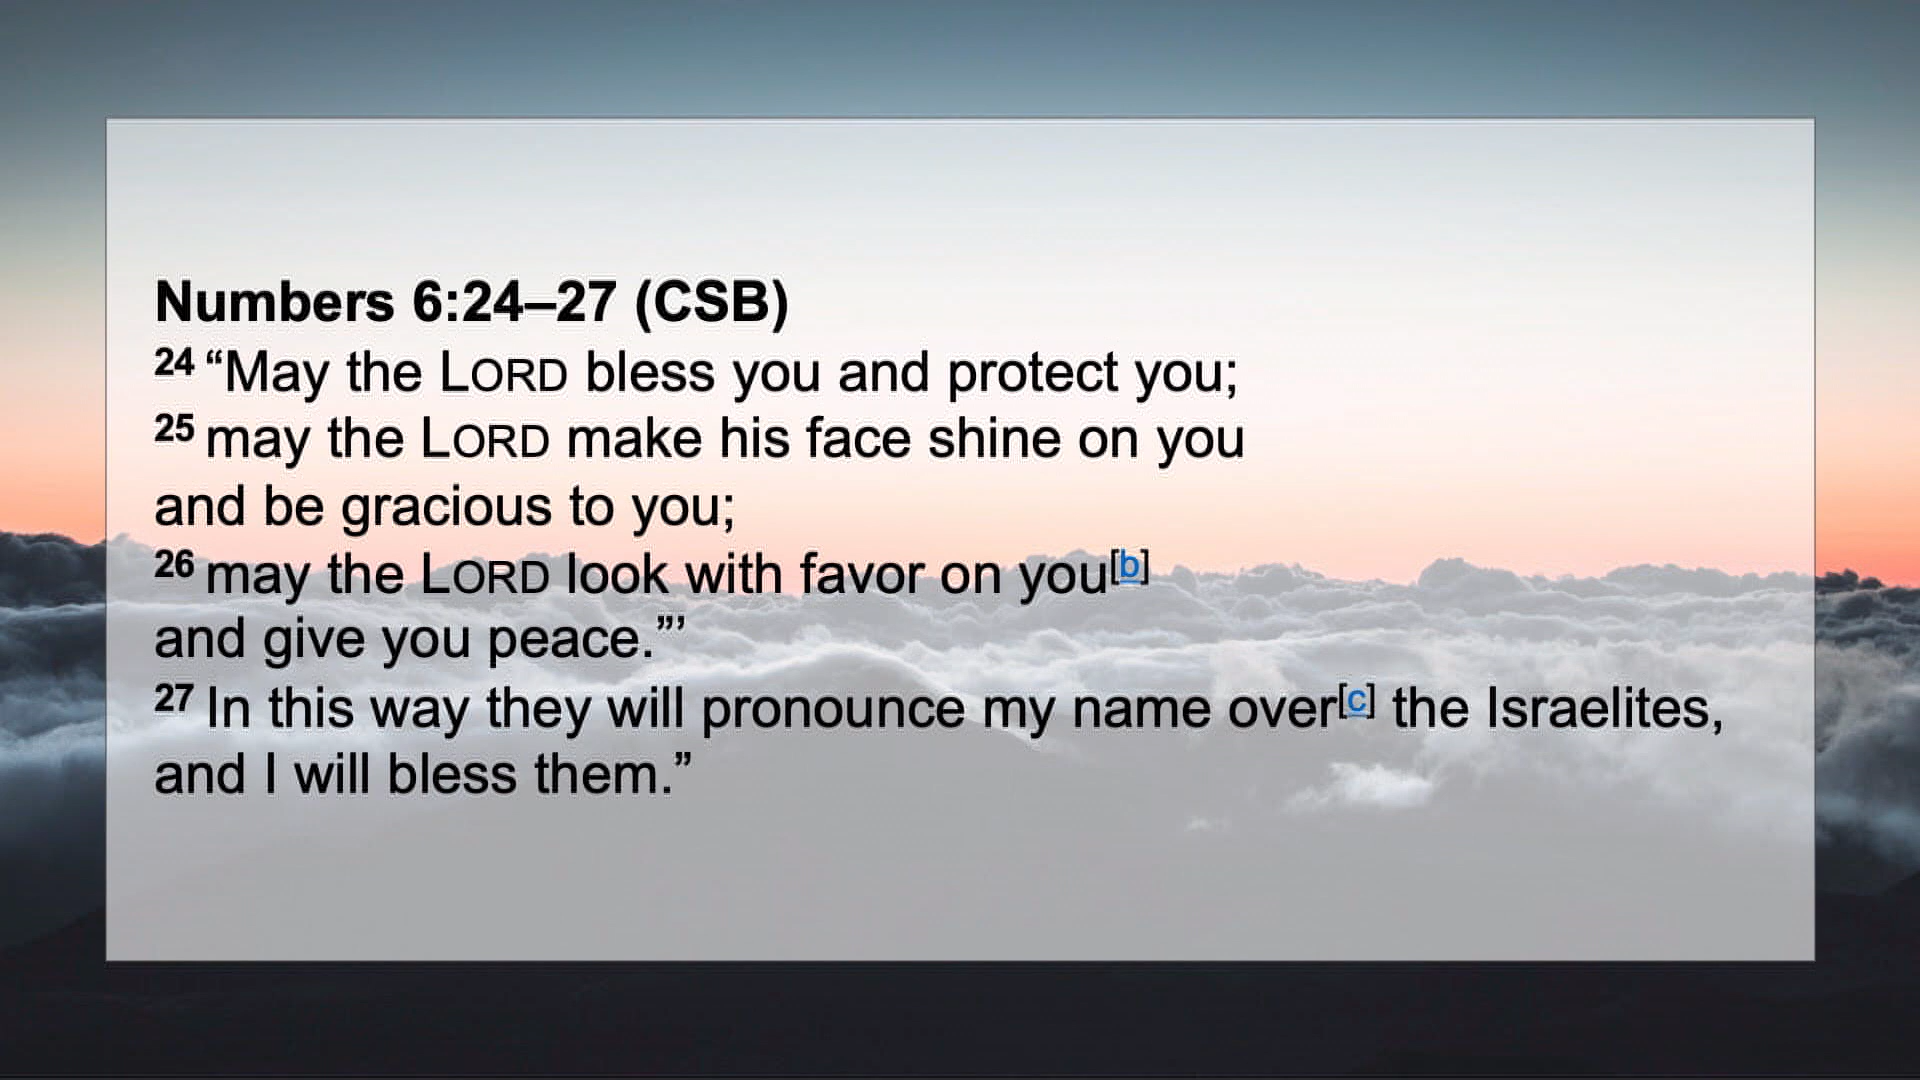 Numbers 6:24–27 (CSB)
24 “May the LORD bless you and protect you;
25 may the LORD make his face shine on you
and be gracious to you;
26 may the LORD look with favor on you[b]
and give you peace.”’
27 In this way they will pronounce my name over[c] the Israelites,
and I will bless them.”